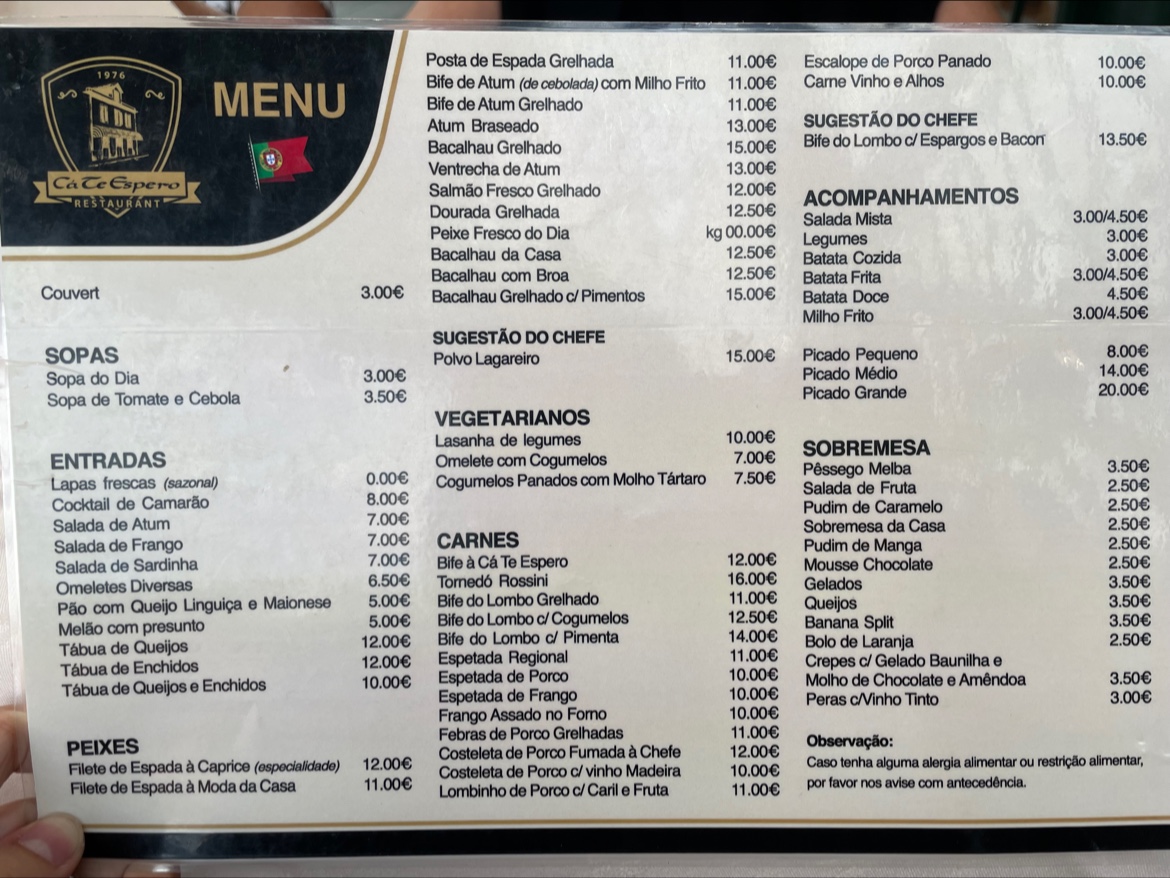 1976
Cá Te Espero
RESTAURANT
MENU
Couvert 3.00€
SOPAS
Sopa do Dia 3.00€
Sopa de Tomate e Cebola 3.50€
ENTRADAS
Lapas frescas (sazonal) 0.00€
Cocktail de Camarão 8.00€
Salada de Atum 7.00€
Salada de Frango 7.00€
Salada de Sardinha 7.00€
Omeletes Diversas 6.50€
Pão com Queijo Linguiça e Maionese 5.00€
Melão com presunto 5.00€
Tábua de Queijos 12.00€
Tábua de Enchidos 12.00€
Tábua de Queijos e Enchidos 10.00€
PEIXES
Filete de Espada à Caprice (especialidade) 12.00€
Filete de Espada à Moda da Casa 11.00€
Posta de Espada Grelhada 11.00€
Bife de Atum (de cebolada) com Milho Frito 11.00€
Bife de Atum Grelhado 11.00€
Atum Braseado 13.00€
Bacalhau Grelhado 15.00€
Ventrecha de Atum 13.00€
Salmão Fresco Grelhado 12.00€
Dourada Grelhada 12.50€
Peixe Fresco do Dia kg 00.00€
Bacalhau da Casa 12.50€
Bacalhau com Broa 12.50€
Bacalhau Grelhado c/ Pimentos 15.00€
SUGESTÃO DO CHEFE
Polvo Lagareiro 15.00€
VEGETARIANOS
Lasanha de legumes 10.00€
Omelete com Cogumelos 7.00€
Cogumelos Panados com Molho Tártaro 7.50€
CARNES
Bife à Cá Te Espero 12.00€
Tornedó Rossini 16.00€
Bife do Lombo Grelhado 11.00€
Bife do Lombo c/ Cogumelos 12.50€
Bife do Lombo c/ Pimenta 14.00€
Espetada Regional 11.00€
Espetada de Porco 10.00€
Espetada de Frango 10.00€
Frango Assado no Forno 10.00€
Febras de Porco Grelhadas 11.00€
Costeleta de Porco Fumada à Chefe 12.00€
Costeleta de Porco c/ vinho Madeira 10.00€
Lombinho de Porco c/ Caril e Fruta 11.00€
Escalope de Porco Panado 10.00€
Carne Vinho e Alhos 10.00€
SUGESTÃO DO CHEFE
Bife do Lombo c/ Espargos e Bacon 13.50€
ACOMPANHAMENTOS
Salada Mista 3.00/4.50€
Legumes 3.00€
Batata Cozida 3.00€
Batata Frita 3.00/4.50€
Batata Doce 4.50€
Milho Frito 3.00/4.50€
Picado Pequeno 8.00€
Picado Médio 14.00€
Picado Grande 20.00€
SOBREMESA
Pêssego Melba 3.50€
Salada de Fruta 2.50€
Pudim de Caramelo 2.50€
Sobremesa da Casa 2.50€
Pudim de Manga 2.50€
Mousse Chocolate 2.50€
Gelados 3.50€
Queijos 3.50€
Banana Split 3.50€
Bolo de Laranja 2.50€
Crepes c/ Gelado Baunilha e
Molho de Chocolate e Amêndoa 3.50€
Peras c/Vinho Tinto 3.00€
Observação:
Caso tenha alguma alergia alimentar ou restrição alimentar,
por favor nos avise com antecedência.